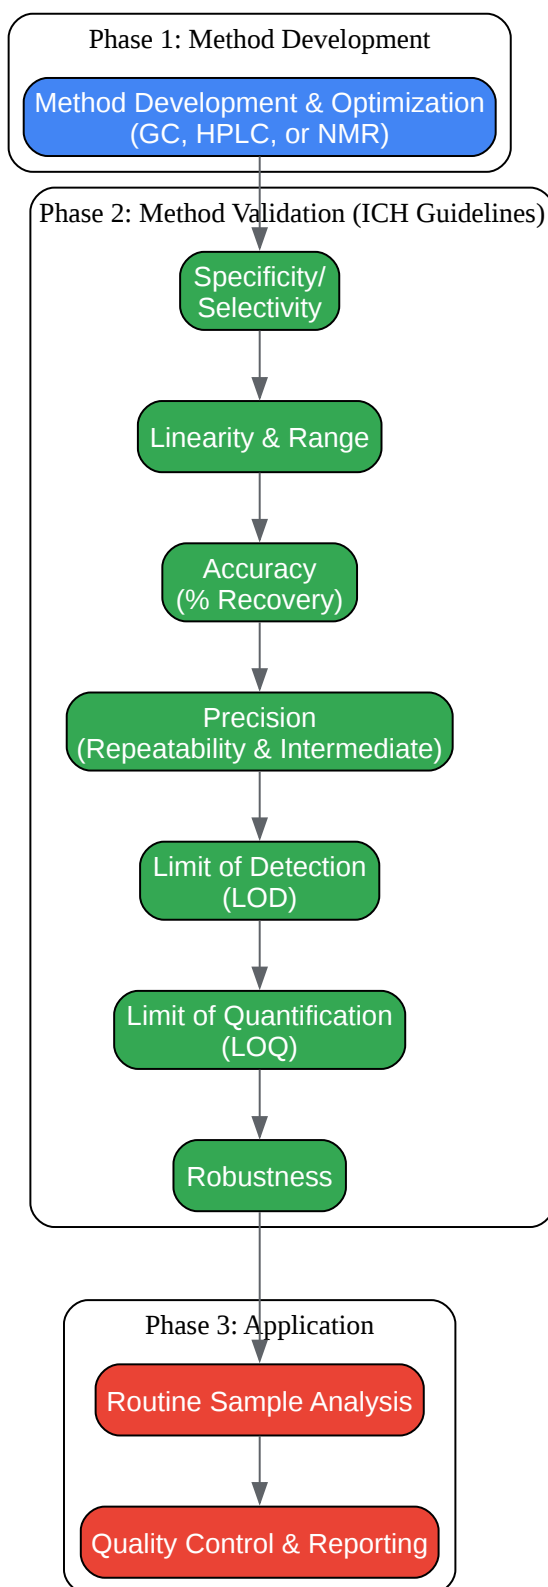 Phase 1: Method Development
Method Development & Optimization
(GC, HPLC, or NMR)
Phase 2: Method Validation (ICH Guidelines)
Specificity/
Selectivity
Linearity & Range
Accuracy
(% Recovery)
Precision
(Repeatability & Intermediate)
Limit of Detection
(LOD)
Limit of Quantification
(LOQ)
Robustness
Phase 3: Application
Routine Sample Analysis
Quality Control & Reporting